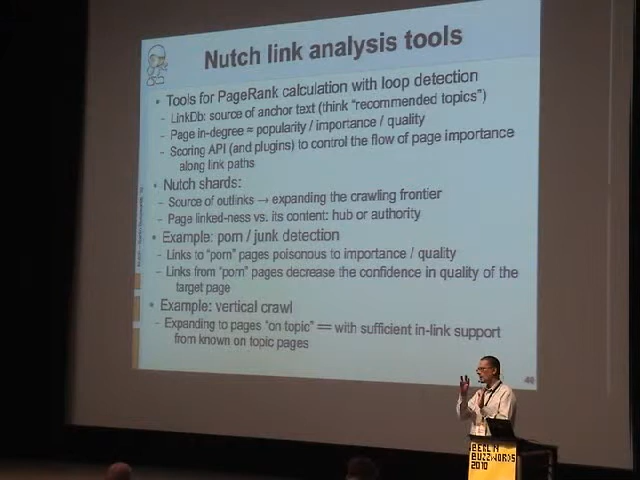 Nutch link analysis tools
• Tools for PageRank calculation with loop detection
– LinkDb: source of anchor text (think “recommended topics”)
– Page in-degree ≈ popularity / importance / quality
– Scoring API (and plugins) to control the flow of page importance
along link paths
• Nutch shards:
– Source of outlinks → expanding the crawling frontier
– Page linked-ness vs. its content: hub or authority
• Example: porn / junk detection
– Links to “porn” pages poisonous to importance / quality
– Links from “porn” pages decrease the confidence in quality of the
target page
• Example: vertical crawl
– Expanding to pages “on topic” == with sufficient in-link support
from known on topic pages
BERLIN
BUZZWORDS
2010